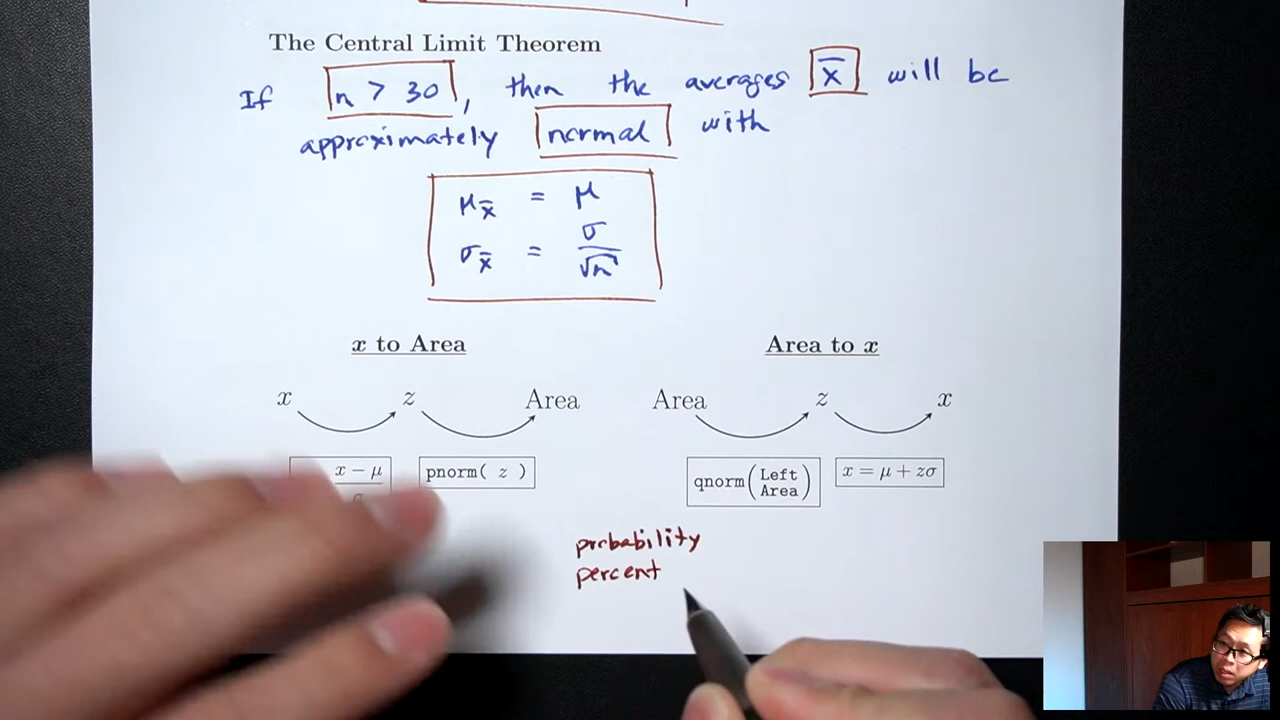 The Central Limit Theorem
If n > 30, then the averages x̅ will be
approximately normal with
μx̅ = μ
σx̅ = σ/√n
x to Area
Area to x
x z Area
Area z x
x − μ
pnorm( z )
qnorm(Left Area)
x = μ + zσ
probability
percent